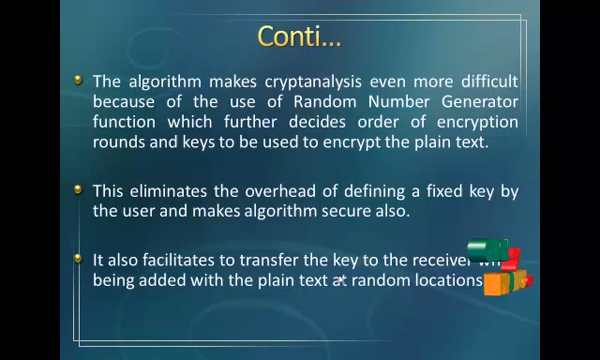 Conti...
The algorithm makes cryptanalysis even more difficult
because of the use of Random Number Generator
function which further decides order of encryption
rounds and keys to be used to encrypt the plain text.
This eliminates the overhead of defining a fixed key by
the user and makes algorithm secure also.
It also facilitates to transfer the key to the receiver
being added with the plain text at random locations